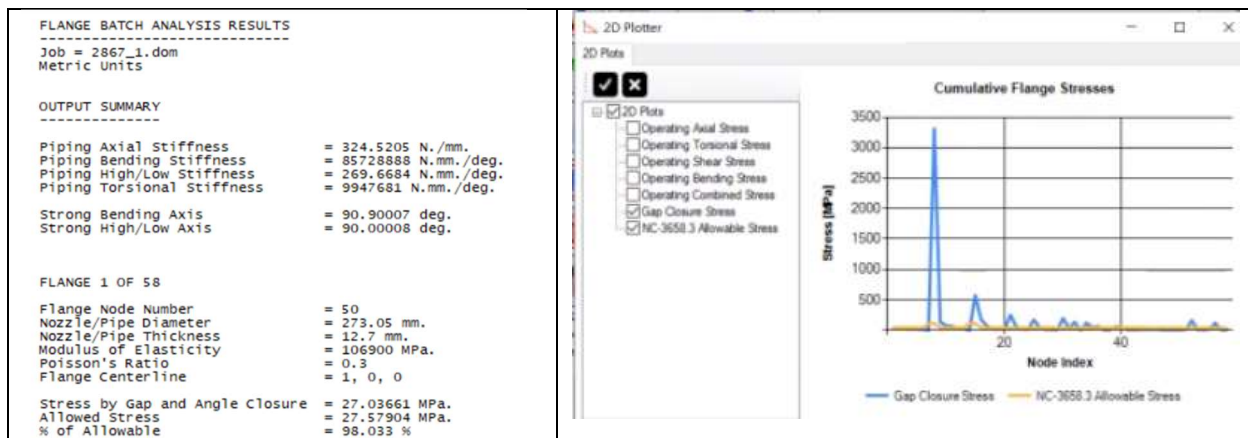 FLANGE BATCH ANALYSIS RESULTS
-----------------------------
Job = 2867_1.dom
Metric Units
OUTPUT SUMMARY
--------------
Piping Axial Stiffness = 324.5205 N./mm.
Piping Bending Stiffness = 85728888 N.mm./deg.
Piping High/Low Stiffness = 269.6684 N.mm./deg.
Piping Torsional Stiffness = 9947681 N.mm./deg.
Strong Bending Axis = 90.90007 deg.
Strong High/Low Axis = 90.00008 deg.
FLANGE 1 OF 58
Flange Node Number = 50
Nozzle/Pipe Diameter = 273.05 mm.
Nozzle/Pipe Thickness = 12.7 mm.
Modulus of Elasticity = 106900 MPa.
Poisson's Ratio = 0.3
Flange Centerline = 1, 0, 0
Stress by Gap and Angle Closure = 27.03661 MPa.
Allowed Stress = 27.57904 MPa.
% of Allowable = 98.033 %
2D Plotter
2D Plots
2D Plots
Operating Axial Stress
Operating Torsional Stress
Operating Shear Stress
Operating Bending Stress
Operating Combined Stress
Gap Closure Stress
NC-3658.3 Allowable Stress
Cumulative Flange Stresses
3500
3000
2500
2000
1500
1000
500
Stress [MPa]
20 40
Node Index
Gap Closure Stress NC-3658.3 Allowable Stress